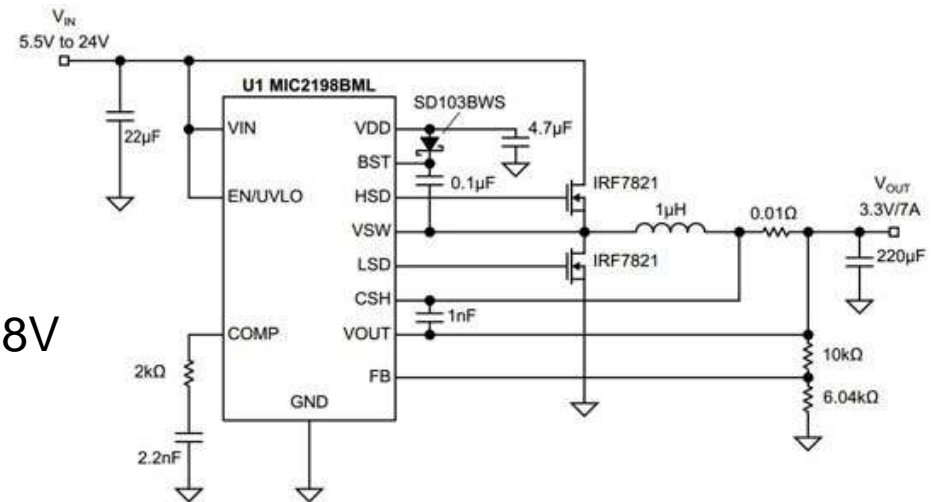 V_IN
5.5V to 24V
U1 MIC2198BML
SD103BWS
22µF
VIN
VDD
4.7µF
BST
0.1µF
EN/UVLO
HSD
IRF7821
VSW
1µH
0.01Ω
V_OUT
3.3V/7A
LSD
IRF7821
220µF
CSH
1nF
8V
COMP
VOUT
2kΩ
10kΩ
FB
6.04kΩ
GND
2.2nF